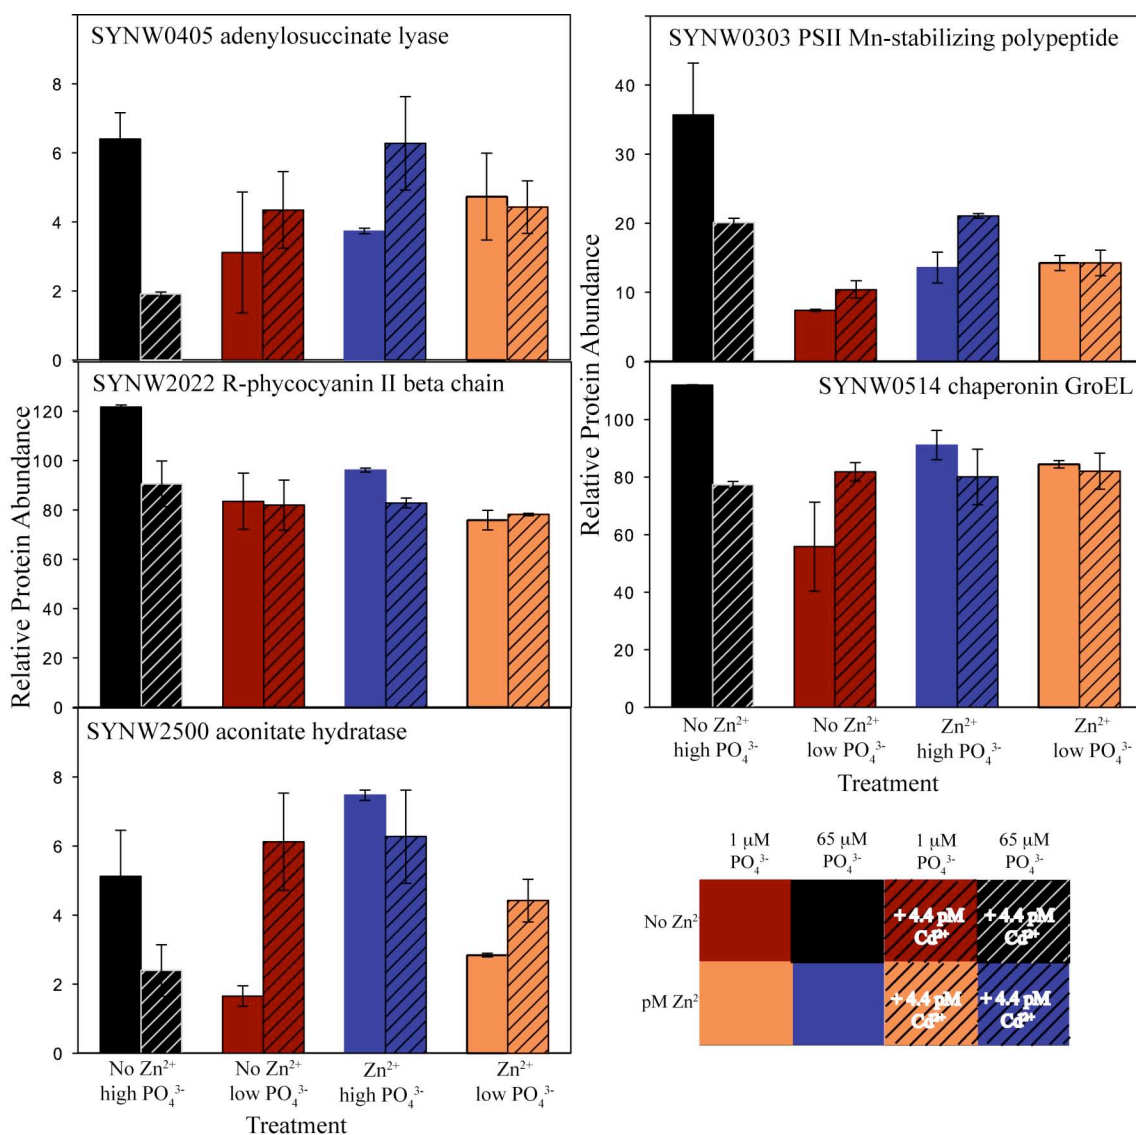 SYNW0405 adenylosuccinate lyase
8
6
4
2
0
SYNW2022 R-phycocyanin II beta chain
120
100
80
60
40
20
0
SYNW2500 aconitate hydratase
8
6
4
2
0
Relative Protein Abundance
No Zn²⁺
high PO₄³⁻
No Zn²⁺
low PO₄³⁻
Zn²⁺
high PO₄³⁻
Zn²⁺
low PO₄³⁻
Treatment
SYNW0303 PSII Mn-stabilizing polypeptide
40
30
20
10
0
SYNW0514 chaperonin GroEL
100
80
60
40
20
0
Relative Protein Abundance
No Zn²⁺
high PO₄³⁻
No Zn²⁺
low PO₄³⁻
Zn²⁺
high PO₄³⁻
Zn²⁺
low PO₄³⁻
Treatment
1 µM
PO₄³⁻
65 µM
PO₄³⁻
1 µM
PO₄³⁻
65 µM
PO₄³⁻
No Zn²
+ 4.4 pM
Cd²⁺
+ 4.4 pM
Cd²⁺
pM Zn²
+ 4.4 pM
Cd²⁺
+ 4.4 pM
Cd²⁺